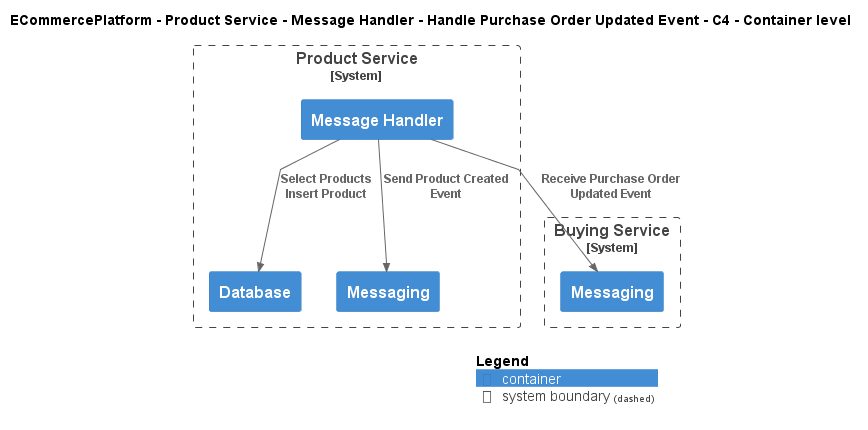 ECommercePlatform - Product Service - Message Handler - Handle Purchase Order Updated Event - C4 - Container level
Product Service
[System]
Message Handler
Select Products
Insert Product
Send Product Created
Event
Receive Purchase Order
Updated Event
Buying Service
[System]
Database
Messaging
Messaging
Legend
container
system boundary (dashed)